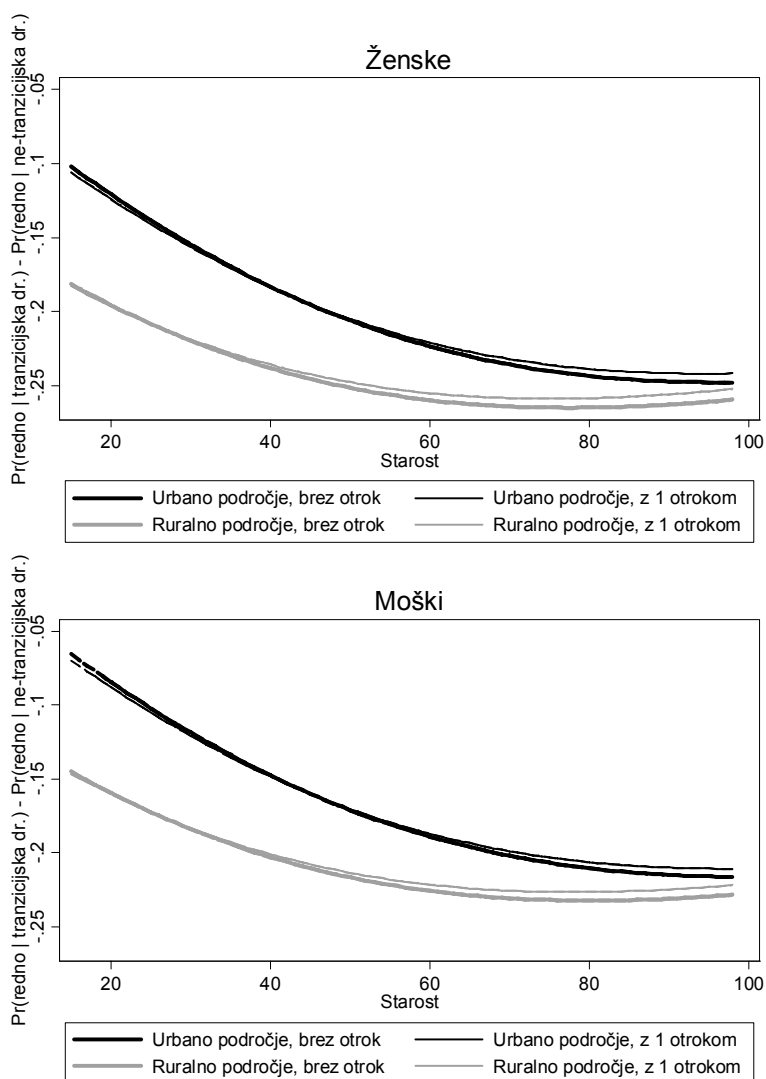 Ženske
Pr(redno | tranzicijska dr.) - Pr(redno | ne-tranzicijska dr.)
-.05
-.1
-.15
-.2
-.25
20 40 60 80 100
Starost
Urbano področje, brez otrok Urbano področje, z 1 otrokom
Ruralno področje, brez otrok Ruralno področje, z 1 otrokom
Moški
Pr(redno | tranzicijska dr.) - Pr(redno | ne-tranzicijska dr.)
-.05
-.1
-.15
-.2
-.25
20 40 60 80 100
Starost
Urbano področje, brez otrok Urbano področje, z 1 otrokom
Ruralno področje, brez otrok Ruralno področje, z 1 otrokom